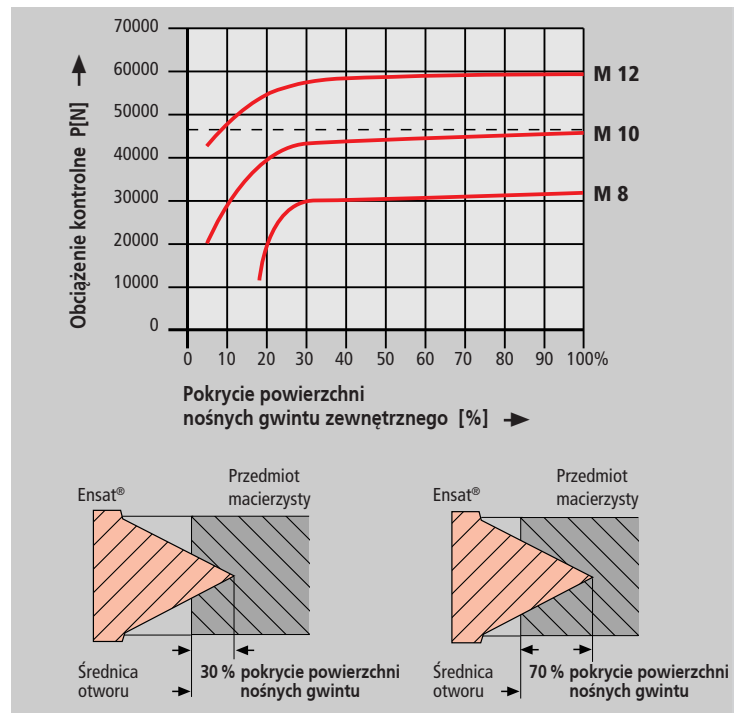 70000
60000
50000
40000
30000
20000
10000
0
Obciążenie kontrolne P[N]
M 12
M 10
M 8
0 10 20 30 40 50 60 70 80 90 100%
Pokrycie powierzchni
nośnych gwintu zewnętrznego [%]
Ensat®
Przedmiot
macierzysty
Średnica
otworu
30 % pokrycie powierzchni
nośnych gwintu
Ensat®
Przedmiot
macierzysty
Średnica
otworu
70 % pokrycie powierzchni
nośnych gwintu